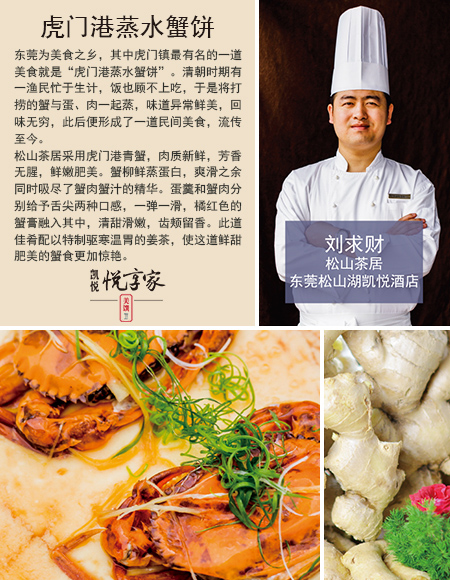 虎门港蒸水蟹饼
东莞为美食之乡，其中虎门镇最有名的一道
美食就是“虎门港蒸水蟹饼”。清朝时期有
一渔民忙于生计，饭也顾不上吃，于是将打
捞的蟹与蛋、肉一起蒸，味道异常鲜美，回
味无穷，此后便形成了一道民间美食，流传
至今。
松山茶居采用虎门港青蟹，肉质新鲜，芳香
无腥，鲜嫩肥美。蟹柳鲜蒸蛋白，爽滑之余
同时吸尽了蟹肉蟹汁的精华。蛋羹和蟹肉分
别给予舌尖两种口感，一弹一滑，橘红色的
蟹膏融入其中，清甜滑嫩，齿颊留香。此道
佳肴配以特制驱寒温胃的姜茶，使这道鲜甜
肥美的蟹食更加惊艳。
凯悦
悦享家
美馔
刘求财
松山茶居
东莞松山湖凯悦酒店